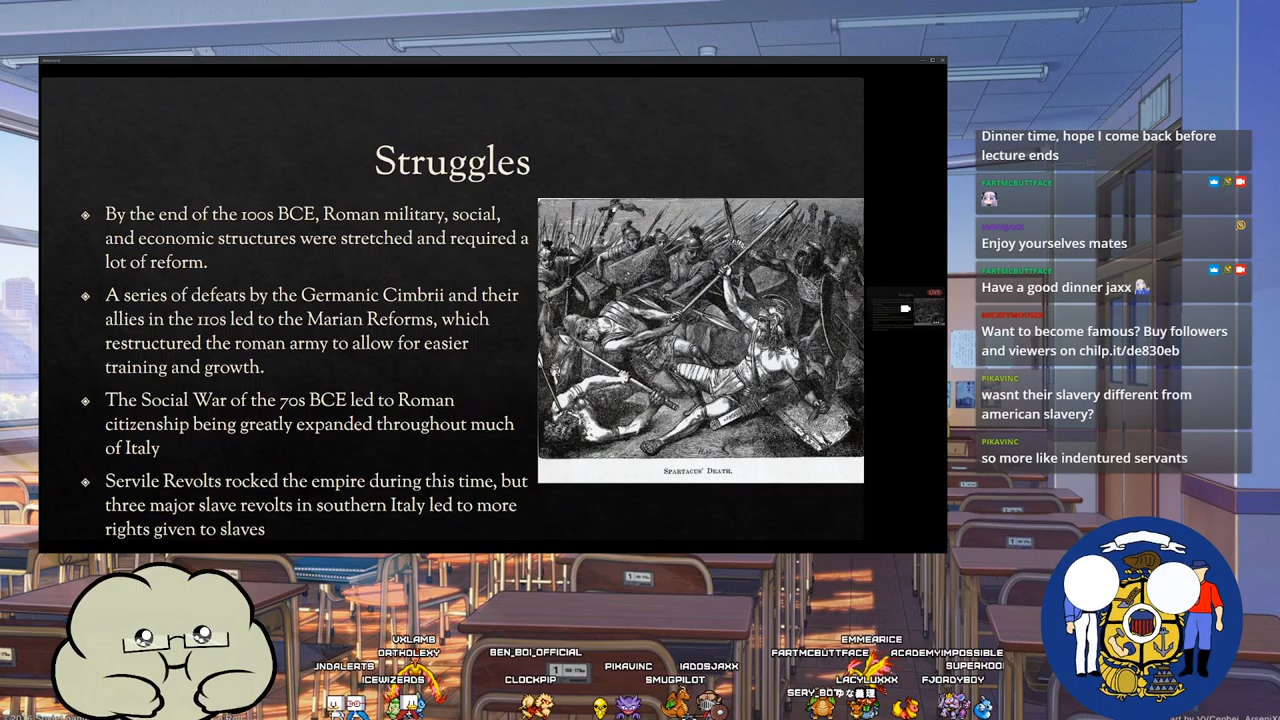 Struggles
By the end of the 100s BCE, Roman military, social,
and economic structures were stretched and required a
lot of reform.
A series of defeats by the Germanic Cimbrii and their
allies in the 110s led to the Marian Reforms, which
restructured the roman army to allow for easier
training and growth.
The Social War of the 70s BCE led to Roman
citizenship being greatly expanded throughout much
of Italy
Servile Revolts rocked the empire during this time, but
three major slave revolts in southern Italy led to more
rights given to slaves
SPARTACUS' DEATH.
LIVE
Dinner time, hope I come back before
lecture ends
FARTMCBUTTFACE
Enjoy yourselves mates
FARTMCBUTTFACE
Have a good dinner jaxx
Want to become famous? Buy followers
and viewers on chilp.it/de830eb
PIKAVINC
wasnt their slavery different from
american slavery?
PIKAVINC
so more like indentured servants
UXLAMB
ORTHOLEXY
JNDALERTS
ICEWIZERDS
BEN_BOI_OFFICIAL
CLOCKPIP
PIKAVINC
SMUGPILOT
IADOSJAXX
EMMEARICE
FARTMCBUTTFACE
ACADEMYIMPOSSIBLE
SUPERKOOI
LACYLUXXX
FJORDYBOY
SERY_BOT